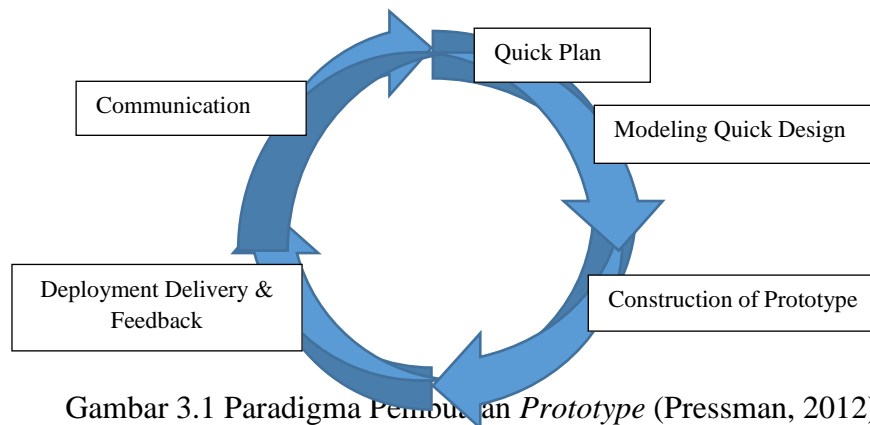 Quick Plan
Communication
Modeling Quick Design
Deployment Delivery &
Feedback
Construction of Prototype
Gambar 3.1 Paradigma Pembuatan Prototype (Pressman, 2012)